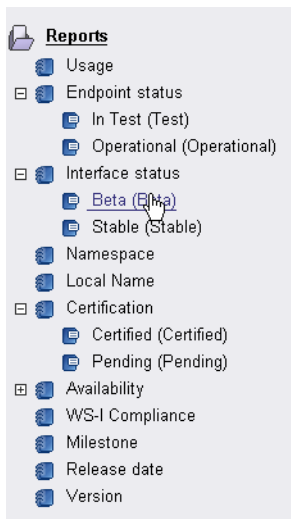 Reports
Usage
Endpoint status
In Test (Test)
Operational (Operational)
Interface status
Beta (Beta)
Stable (Stable)
Namespace
Local Name
Certification
Certified (Certified)
Pending (Pending)
Availability
WS-I Compliance
Milestone
Release date
Version